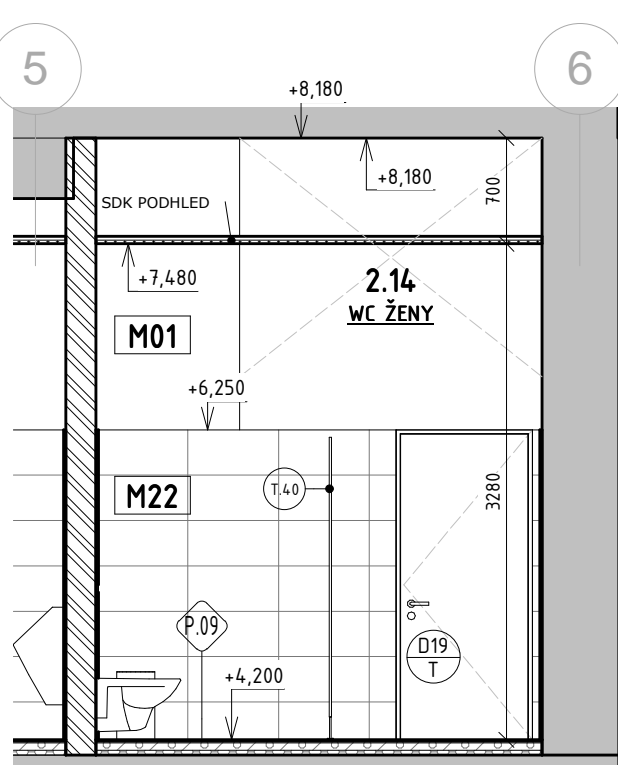 5
6
+8,180
+8,180
700
SDK PODHLED
+7,480
2.14
WC ŽENY
M01
+6,250
M22
T.40
3280
P.09
D19
T
+4,200